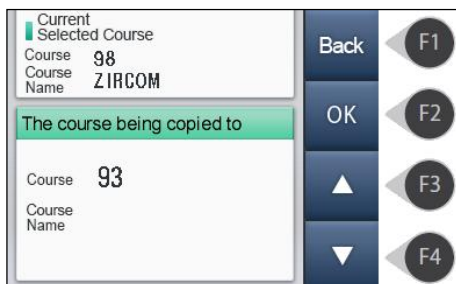 Current
Selected Course
Course 98
Course
Name ZIRCOM
The course being copied to
Course 93
Course
Name
Back F1
OK F2
▲ F3
▼ F4